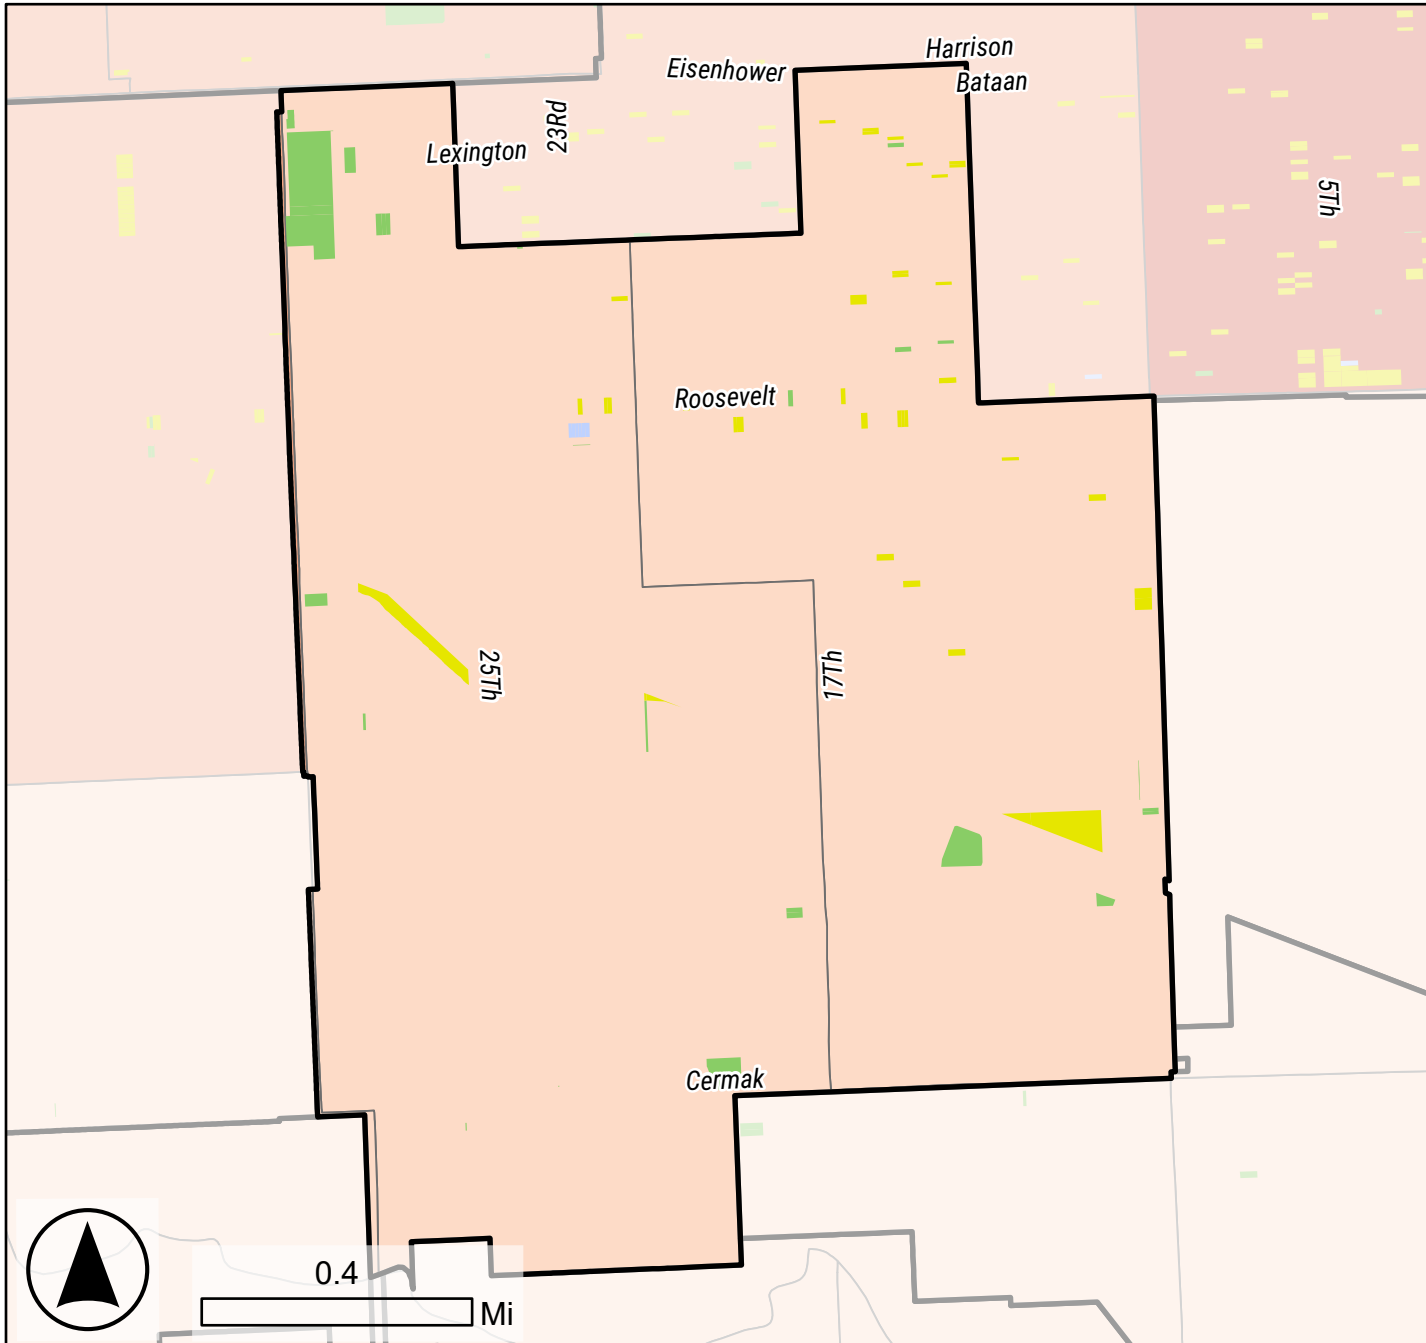 Harrison
Eisenhower
Bataan
23Rd
Lexington
5Th
Roosevelt
25Th
17Th
Cermak
0.4
Mi